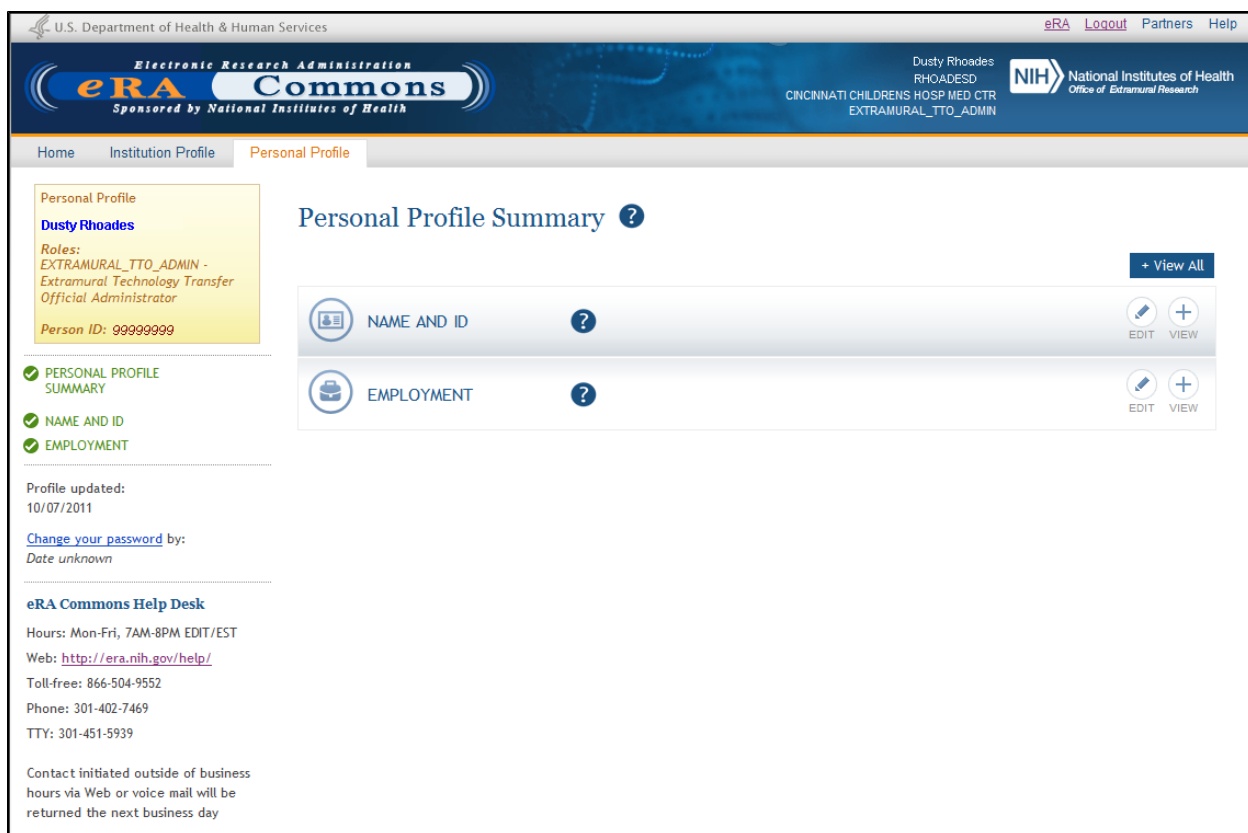 U.S. Department of Health & Human Services
eRA Logout Partners Help
Electronic Research Administration
eRA Commons
Sponsored by National Institutes of Health
Dusty Rhoades
RHOADESD
CINCINNATI CHILDRENS HOSP MED CTR
EXTRAMURAL_TTO_ADMIN
NIH National Institutes of Health
Office of Extramural Research
Home Institution Profile Personal Profile
Personal Profile
Dusty Rhoades
Roles:
EXTRAMURAL_TTO_ADMIN -
Extramural Technology Transfer
Official Administrator
Person ID: 99999999
PERSONAL PROFILE
SUMMARY
NAME AND ID
EMPLOYMENT
Profile updated:
10/07/2011
Change your password by:
Date unknown
eRA Commons Help Desk
Hours: Mon-Fri, 7AM-8PM EDIT/EST
Web: http://era.nih.gov/help/
Toll-free: 866-504-9552
Phone: 301-402-7469
TTY: 301-451-5939
Contact initiated outside of business
hours via Web or voice mail will be
returned the next business day
Personal Profile Summary ?
+ View All
NAME AND ID ?
EDIT VIEW
EMPLOYMENT ?
EDIT VIEW